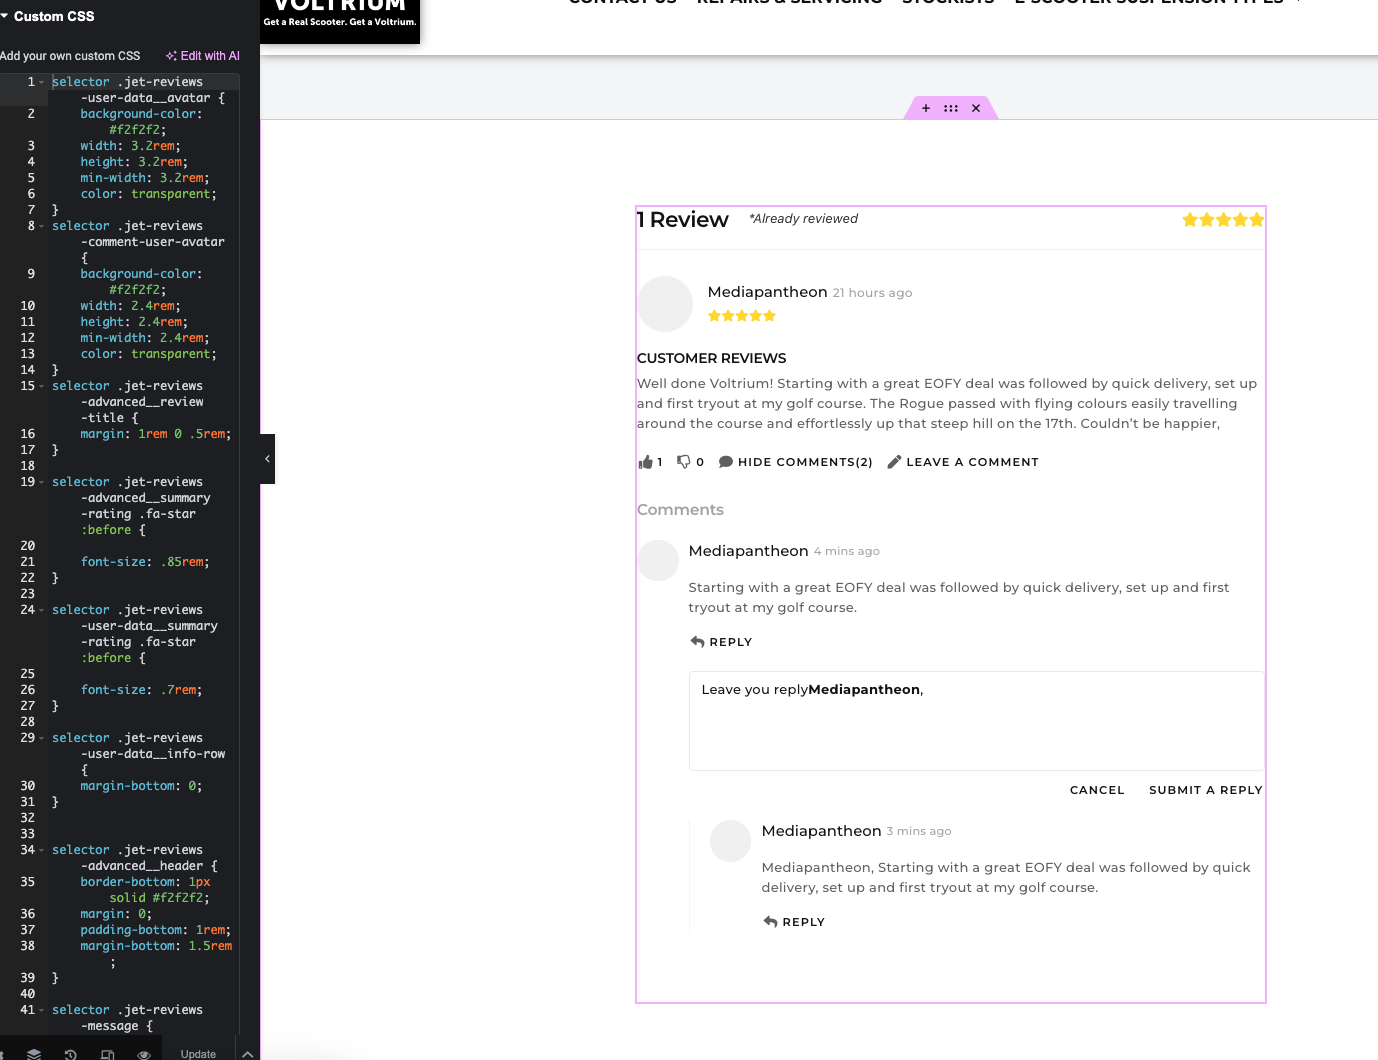 Custom CSS
Add your own custom CSS
Edit with AI
1 selector .jet-reviews
-user-data__avatar {
2 background-color:
#f2f2f2;
3 width: 3.2rem;
4 height: 3.2rem;
5 min-width: 3.2rem;
6 color: transparent;
7 }
8 selector .jet-reviews
-comment-user-avatar
{
9 background-color:
#f2f2f2;
10 width: 2.4rem;
11 height: 2.4rem;
12 min-width: 2.4rem;
13 color: transparent;
14 }
15 selector .jet-reviews
-advanced__review
-title {
16 margin: 1rem 0 .5rem;
17 }
18
19 selector .jet-reviews
-advanced__summary
-rating .fa-star
:before {
20
21 font-size: .85rem;
22 }
23
24 selector .jet-reviews
-user-data__summary
-rating .fa-star
:before {
25
26 font-size: .7rem;
27 }
28
29 selector .jet-reviews
-user-data__info-row
{
30 margin-bottom: 0;
31 }
32
33
34 selector .jet-reviews
-advanced__header {
35 border-bottom: 1px
solid #f2f2f2;
36 margin: 0;
37 padding-bottom: 1rem;
38 margin-bottom: 1.5rem
;
39 }
40
41 selector .jet-reviews
-message {
Update
VOLTRIUM
Get a Real Scooter. Get a Voltrium.
CONTACT US REPAIRS & SERVICING STOCKISTS E-SCOOTER SUSPENSION TYPES
1 Review *Already reviewed
Mediapantheon 21 hours ago
CUSTOMER REVIEWS
Well done Voltrium! Starting with a great EOFY deal was followed by quick delivery, set up
and first tryout at my golf course. The Rogue passed with flying colours easily travelling
around the course and effortlessly up that steep hill on the 17th. Couldn't be happier,
1 0 HIDE COMMENTS(2) LEAVE A COMMENT
Comments
Mediapantheon 4 mins ago
Starting with a great EOFY deal was followed by quick delivery, set up and first
tryout at my golf course.
REPLY
Leave you replyMediapantheon,
CANCEL SUBMIT A REPLY
Mediapantheon 3 mins ago
Mediapantheon, Starting with a great EOFY deal was followed by quick
delivery, set up and first tryout at my golf course.
REPLY